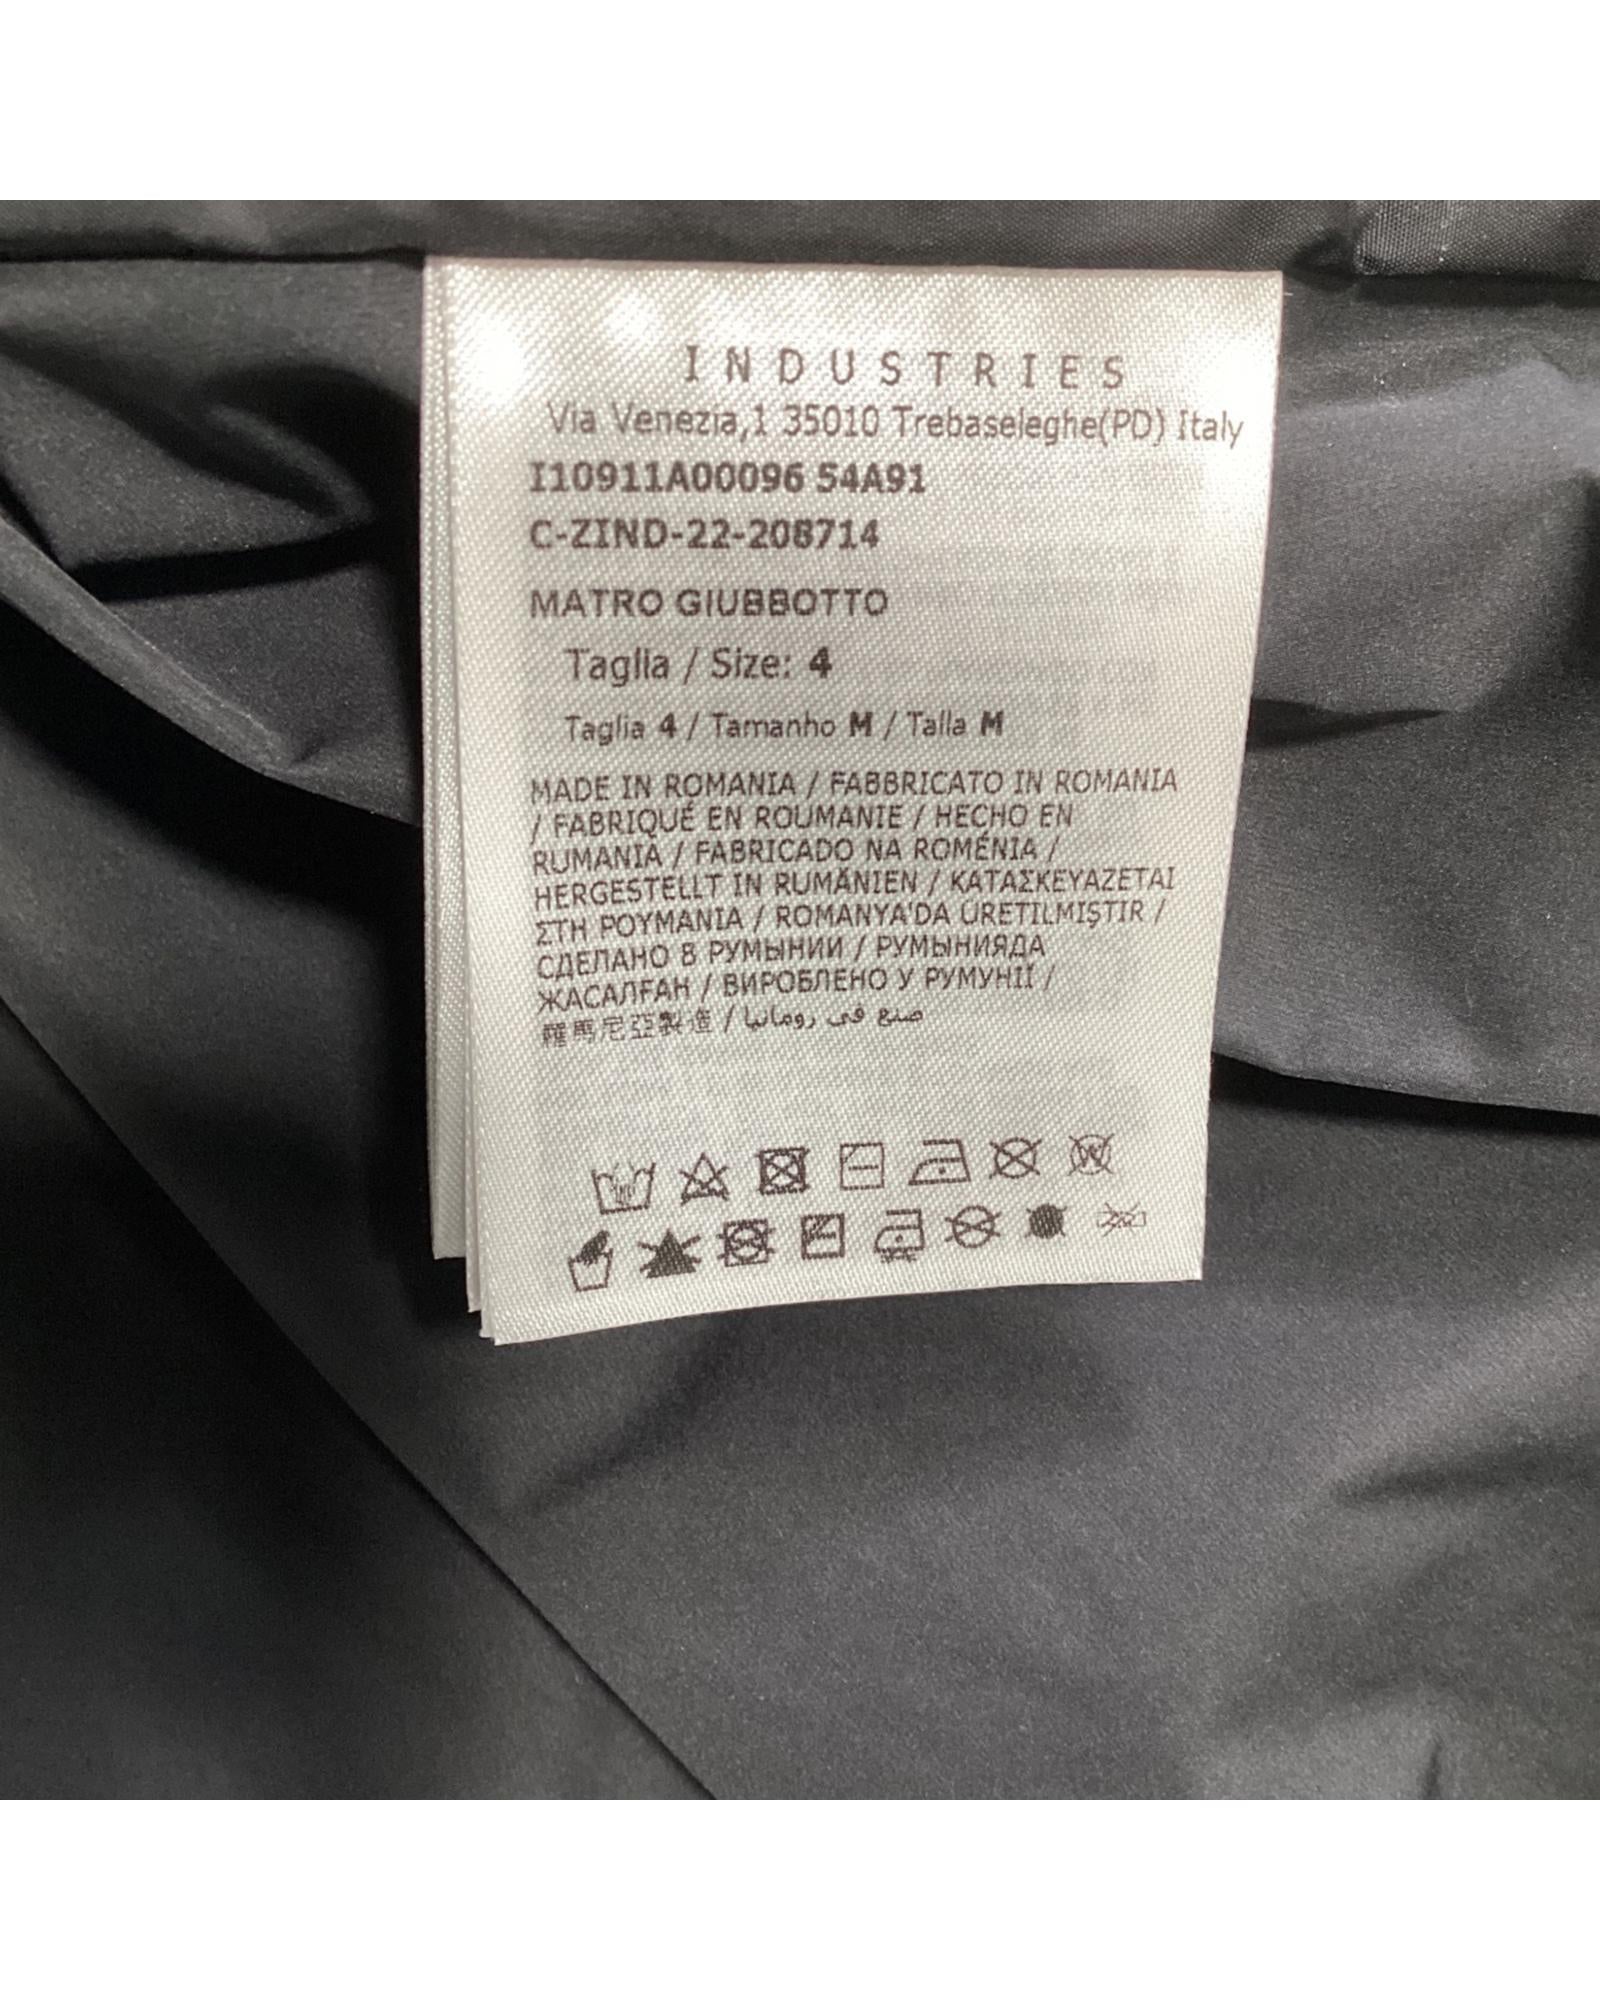 INDUSTRIES
Via Venezia,1 35010 Trebaseleghe(PD) Italy
I10911A00096 54A91
C-ZIND-22-208714
MATRO GIUBBOTTO
Taglia / Size: 4
Taglia 4 / Tamanho M / Talla M
MADE IN ROMANIA / FABBRICATO IN ROMANIA
/ FABRIQUÉ EN ROUMANIE / HECHO EN
RUMANIA / FABRICADO NA ROMÉNIA /
HERGESTELLT IN RUMÄNIEN / ΚΑΤΑΣΚΕΥΑΖΕΤΑΙ
ΣΤΗ ΡΟΥΜΑΝΙΑ / ROMANYA'DA ÜRETILMIŞTIR /
СДЕЛАНО В РУМЫНИИ / РУМЫНИЯДА
ЖАСАЛҒАН / ВИРОБЛЕНО У РУМУНІЇ /
羅馬尼亞製造 / صنع في رومانيا
W